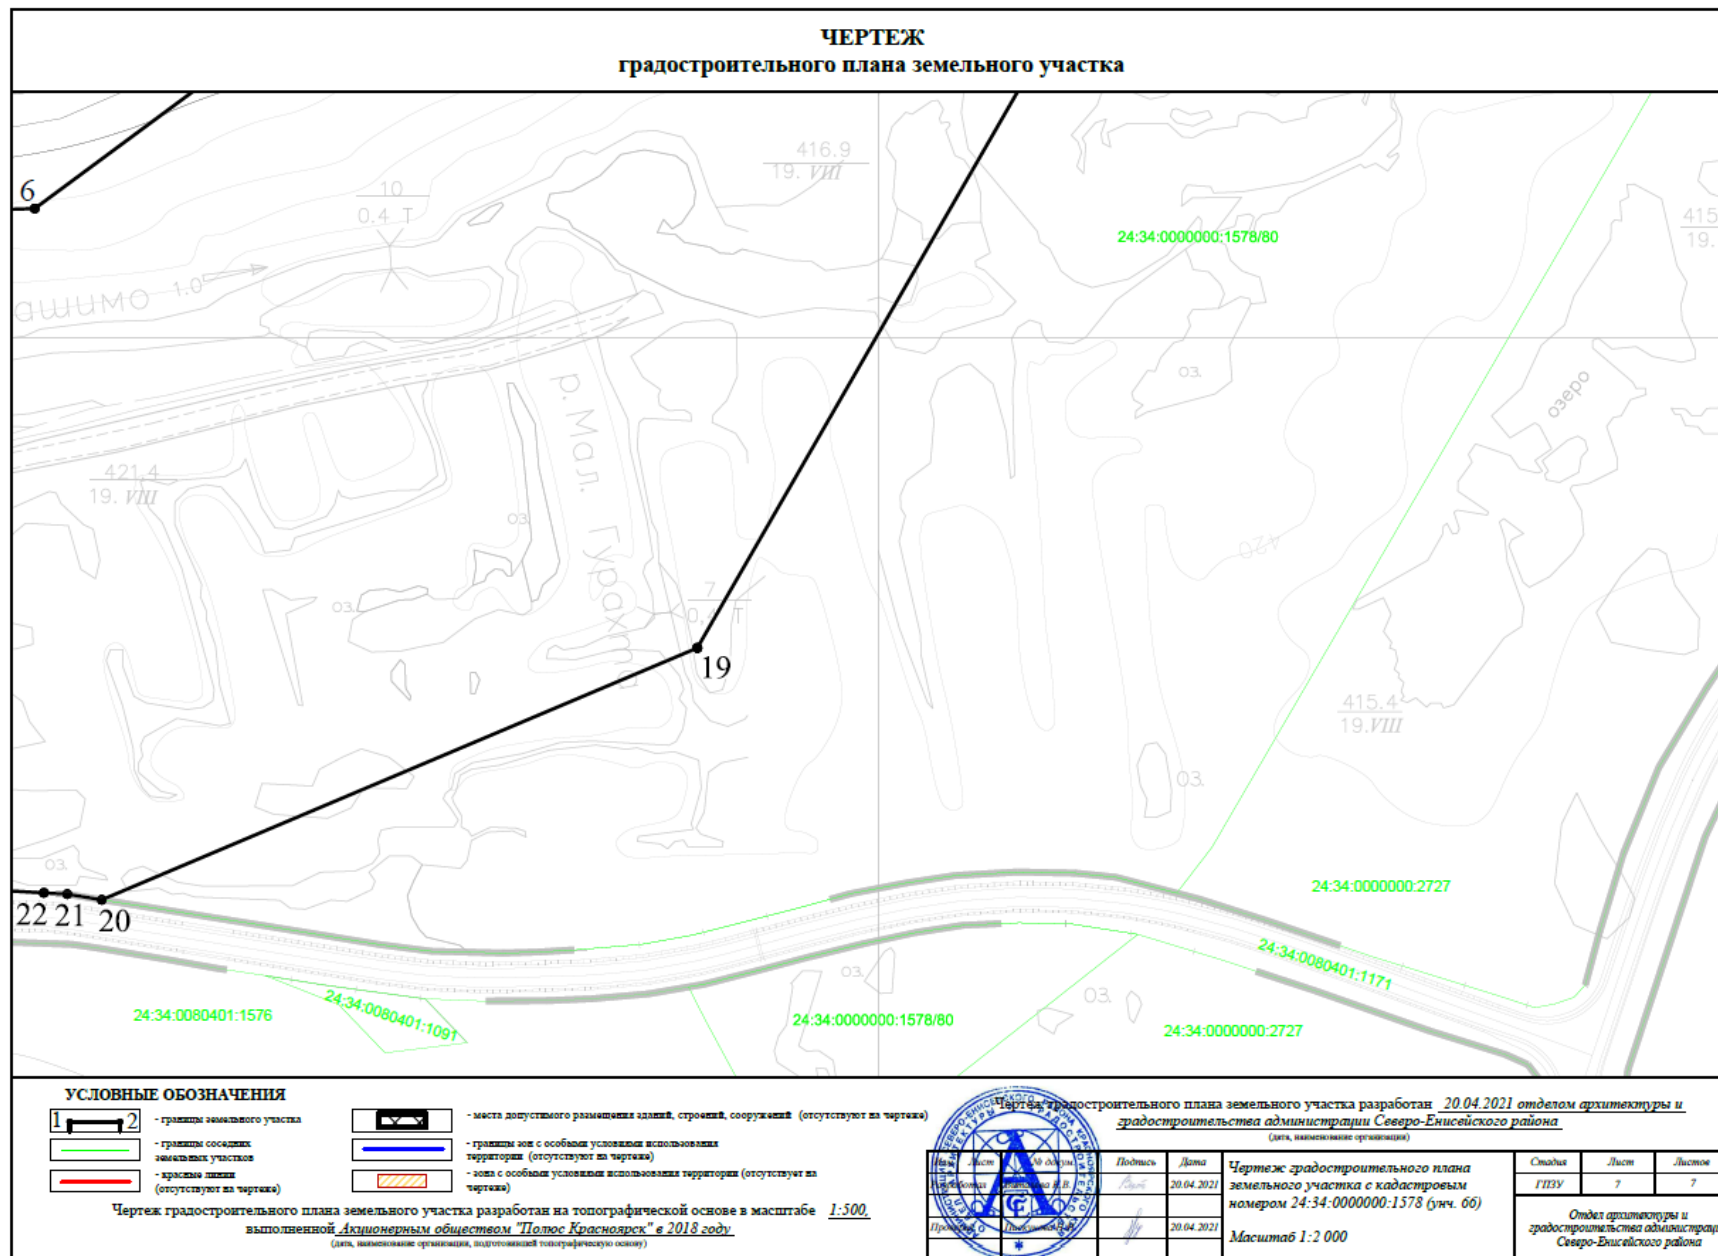 ЧЕРТЕЖ
градостроительного плана земельного участка
416.9
19. VIII
6
10
0.4 Т
24:34:0000000:1578/80
415
19.
ашимо 1.0
оз.
озеро
р. Мал. Гурахта
421.4
19. VIII
оз.
420
оз.
7
0,4 Т
19
415.4
19.VIII
оз.
оз.
22 21 20
24:34:0000000:2727
24:34:0080401:1171
оз.
оз.
24:34:0080401:1576
24:34:0080401:1091
24:34:0000000:1578/80
24:34:0000000:2727
УСЛОВНЫЕ ОБОЗНАЧЕНИЯ
1 2 - границы земельного участка
- границы соседних
земельных участков
- красные линии
(отсутствуют на чертеже)
- места допустимого размещения зданий, строений, сооружений (отсутствуют на чертеже)
- границы зон с особыми условиями использования
территории (отсутствуют на чертеже)
- зона с особыми условиями использования территории (отсутствует на
чертеже)
Чертеж градостроительного плана земельного участка разработан на топографической основе в масштабе 1:500,
выполненной Акционерным обществом "Полюс Красноярск" в 2018 году
(дата, наименование организации, подготовившей топографическую основу)
Чертеж градостроительного плана земельного участка разработан 20.04.2021 отделом архитектуры и
градостроительства администрации Северо-Енисейского района
(дата, наименование организации)
Лист № докум. Подпись Дата
20.04.2021
20.04.2021
Чертеж градостроительного плана
земельного участка с кадастровым
номером 24:34:0000000:1578 (унч. 66)
Масштаб 1:2 000
Стадия Лист Листов
ГПЗУ 7 7
Отдел архитектуры и
градостроительства администрац
Северо-Енисейского района